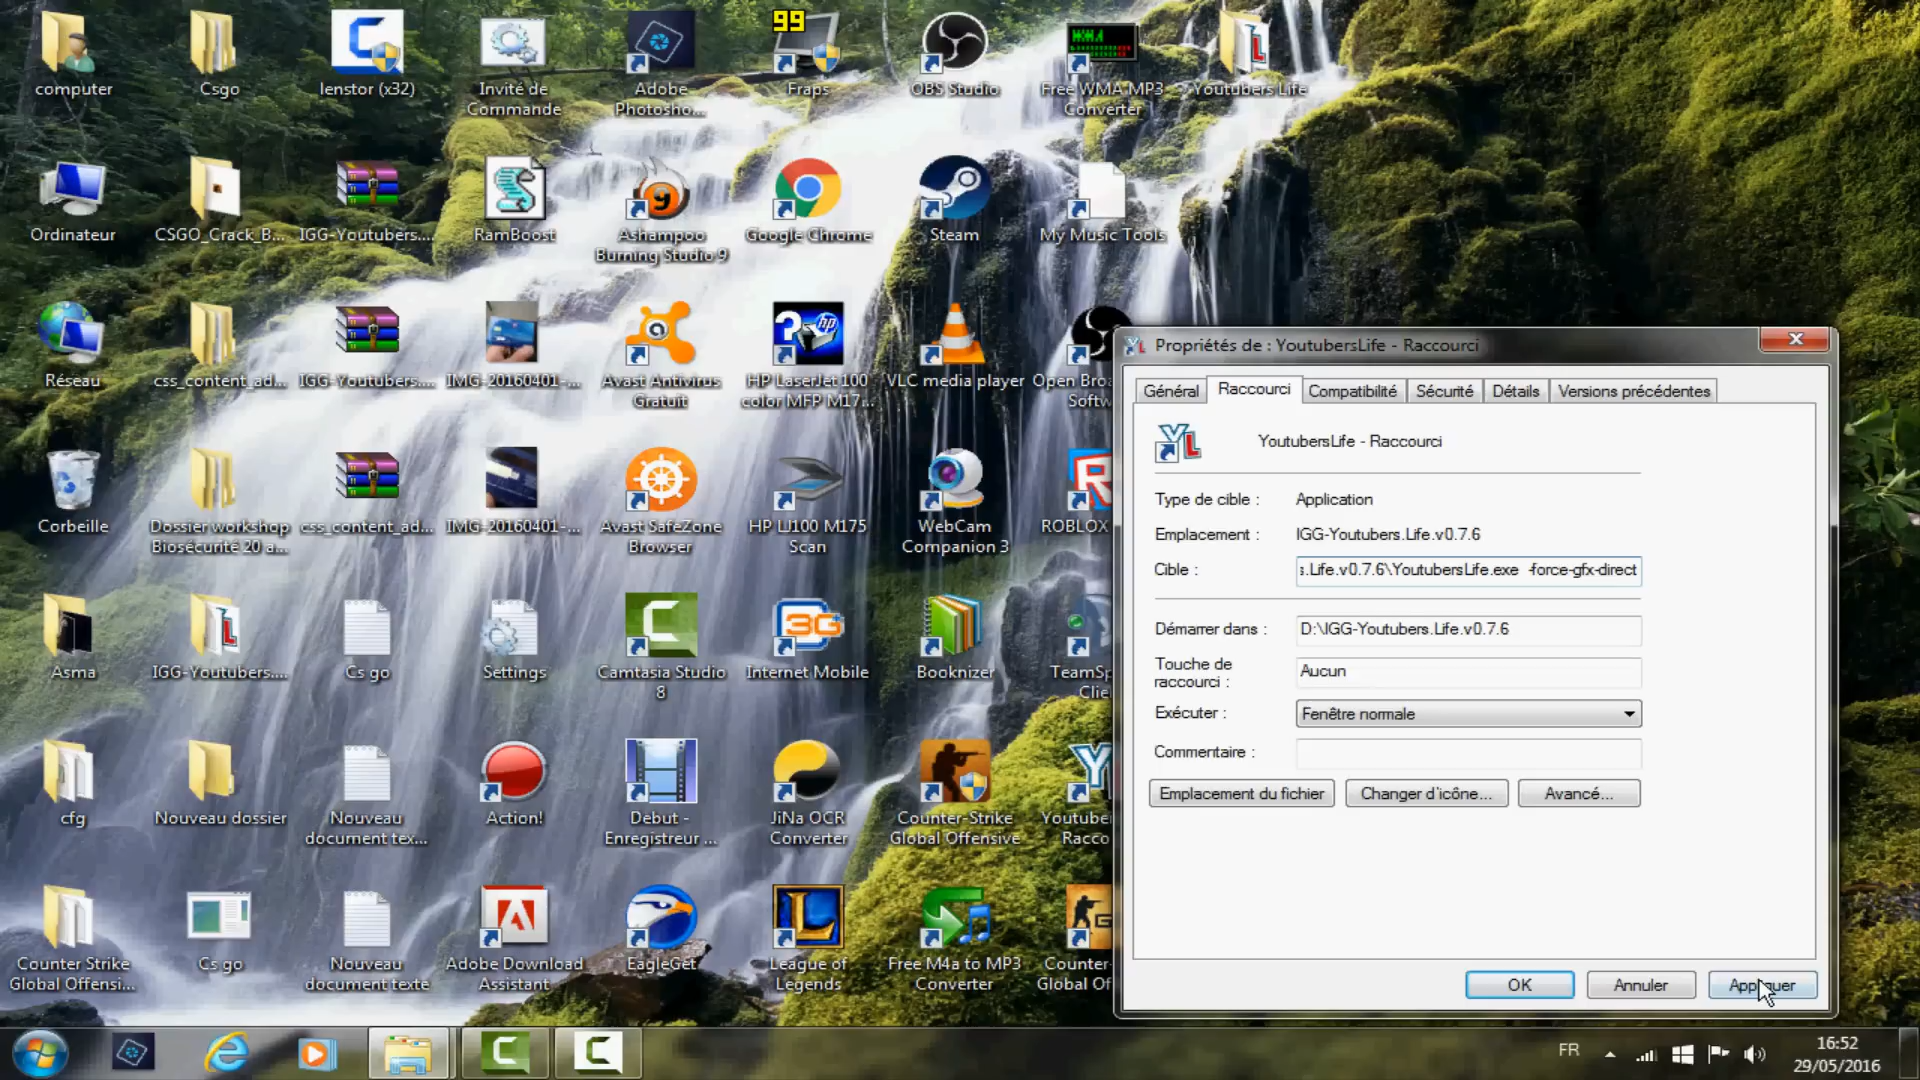 computer
Csgo
lenstor (x32)
Invité de
Commande
Adobe
Photosho...
99
Fraps
OBS Studio
Free WMA MP3
Converter
Youtubers Life
Ordinateur
CSGO_Crack_B...
IGG-Youtubers....
RamBoost
Ashampoo
Burning Studio 9
Google Chrome
Steam
My Music Tools
Réseau
css_content_ad...
IGG-Youtubers....
IMG-20160401-...
Avast Antivirus
Gratuit
HP LaserJet 100
color MFP M17...
VLC media player
Open Bro
Softw
Corbeille
Dossier workshop
Biosécurité 20 a...
css_content_ad...
IMG-20160401-...
Avast SafeZone
Browser
HP LJ100 M175
Scan
WebCam
Companion 3
ROBLOX
Asma
IGG-Youtubers....
Cs go
Settings
Camtasia Studio
8
3G+
Internet Mobile
Booknizer
TeamSp
Clie
cfg
Nouveau dossier
Nouveau
document tex...
Action!
Debut -
Enregistreur ...
JiNa OCR
Converter
Counter-Strike
Global Offensive
Youtube
Racco
Counter Strike
Global Offensi...
Cs go
Nouveau
document texte
Adobe Download
Assistant
EagleGet
League of
Legends
Free M4a to MP3
Converter
Counter-
Global Of
Propriétés de : YoutubersLife - Raccourci
Général
Raccourci
Compatibilité
Sécurité
Détails
Versions précédentes
YoutubersLife - Raccourci
Type de cible :
Application
Emplacement :
IGG-Youtubers.Life.v0.7.6
Cible :
s.Life.v0.7.6\YoutubersLife.exe  -force-gfx-direct
Démarrer dans :
D:\IGG-Youtubers.Life.v0.7.6
Touche de
raccourci :
Aucun
Exécuter :
Fenêtre normale
Commentaire :
Emplacement du fichier
Changer d'icône...
Avancé...
OK
Annuler
Appliquer
FR
16:52
29/05/2016